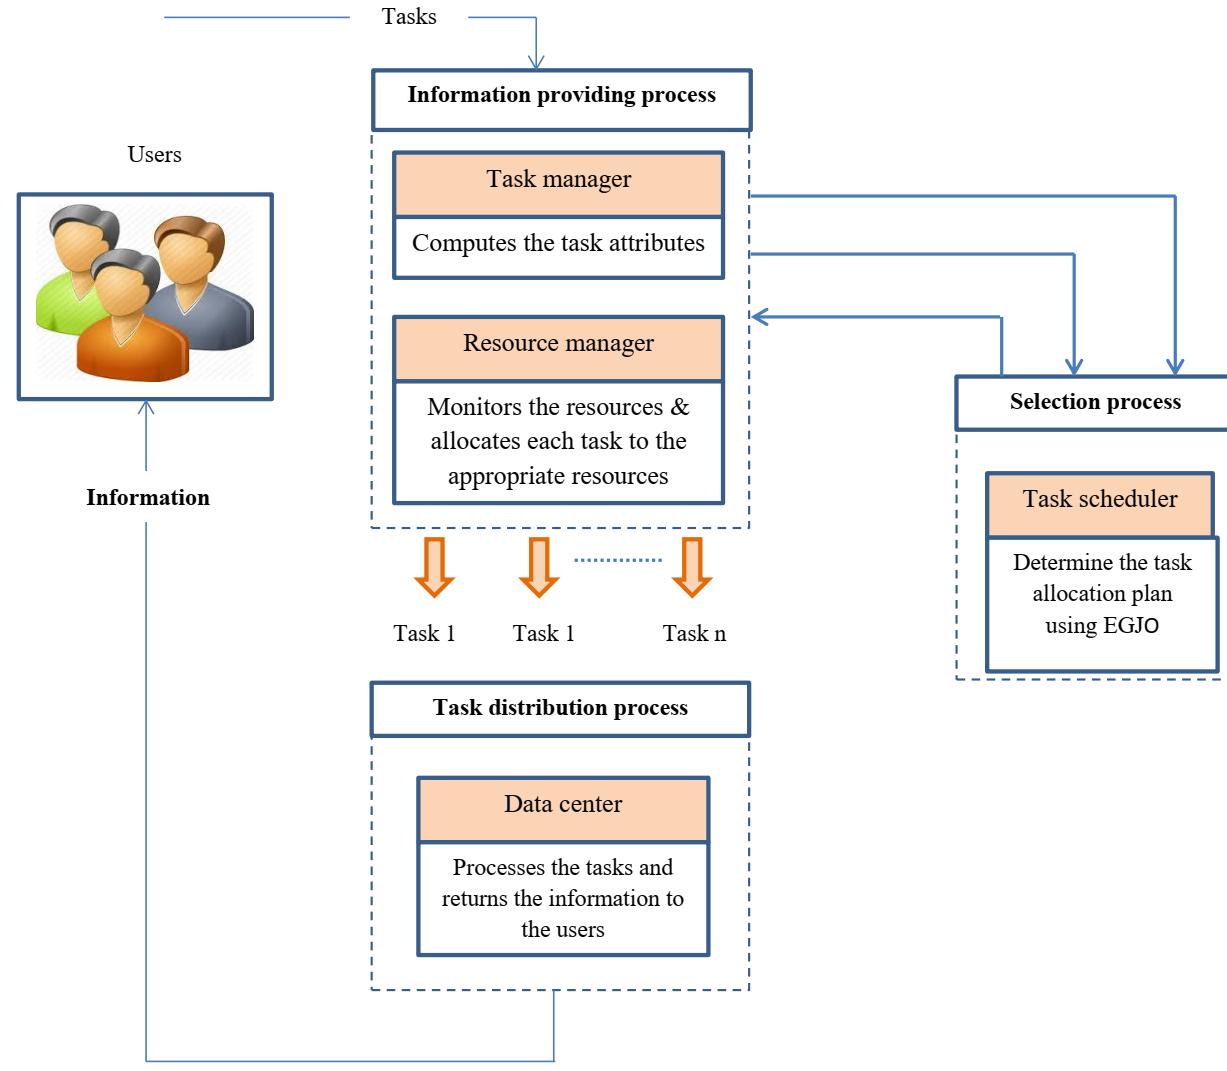 Tasks
Information providing process
Users
Task manager
Computes the task attributes
Resource manager
Monitors the resources &
allocates each task to the
appropriate resources
Selection process
Information
Task scheduler
Determine the task
allocation plan
using EGJO
Task 1
Task 1
Task n
Task distribution process
Data center
Processes the tasks and
returns the information to
the users